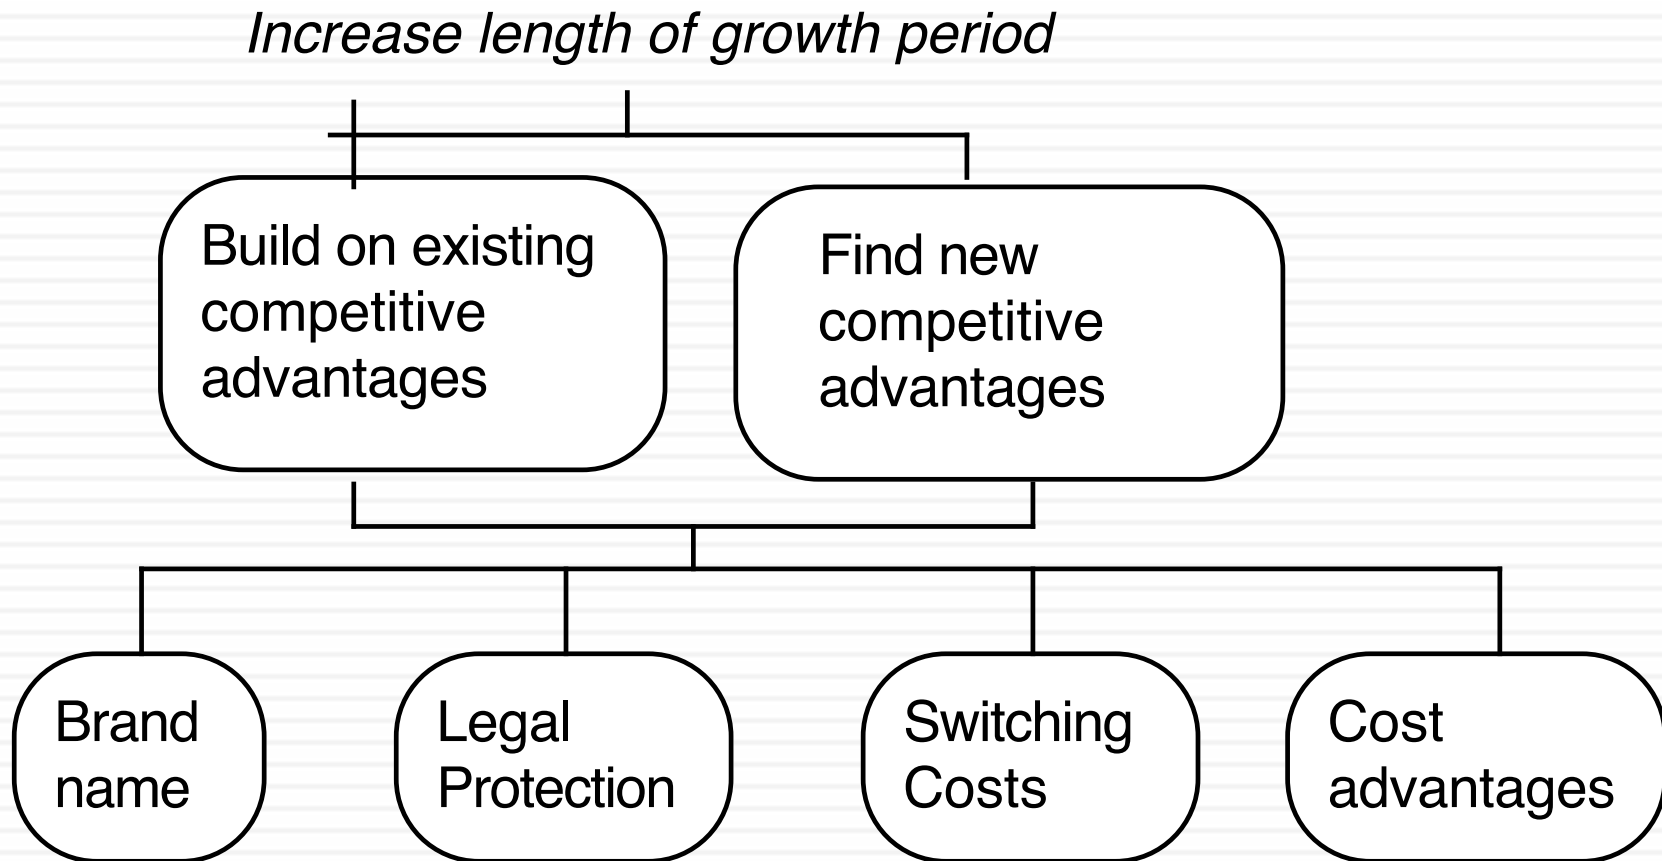 Increase length of growth period
Build on existing
competitive
advantages
Find new
competitive
advantages
Brand
name
Legal
Protection
Switching
Costs
Cost
advantages